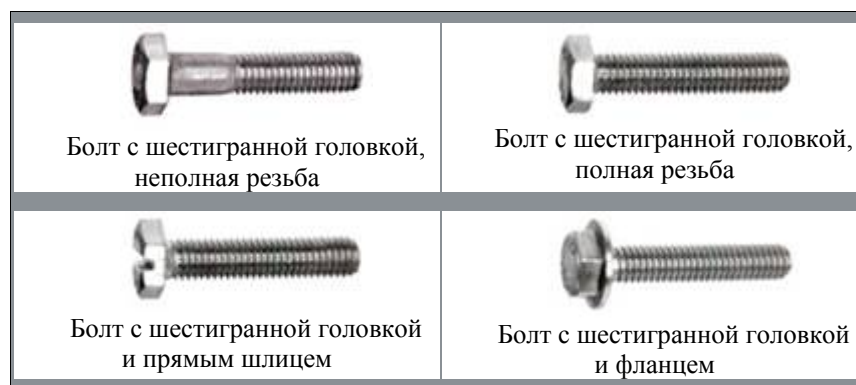 Болт с шестигранной головкой,
неполная резьба
Болт с шестигранной головкой,
полная резьба
Болт с шестигранной головкой
и прямым шлицем
Болт с шестигранной головкой
и фланцем